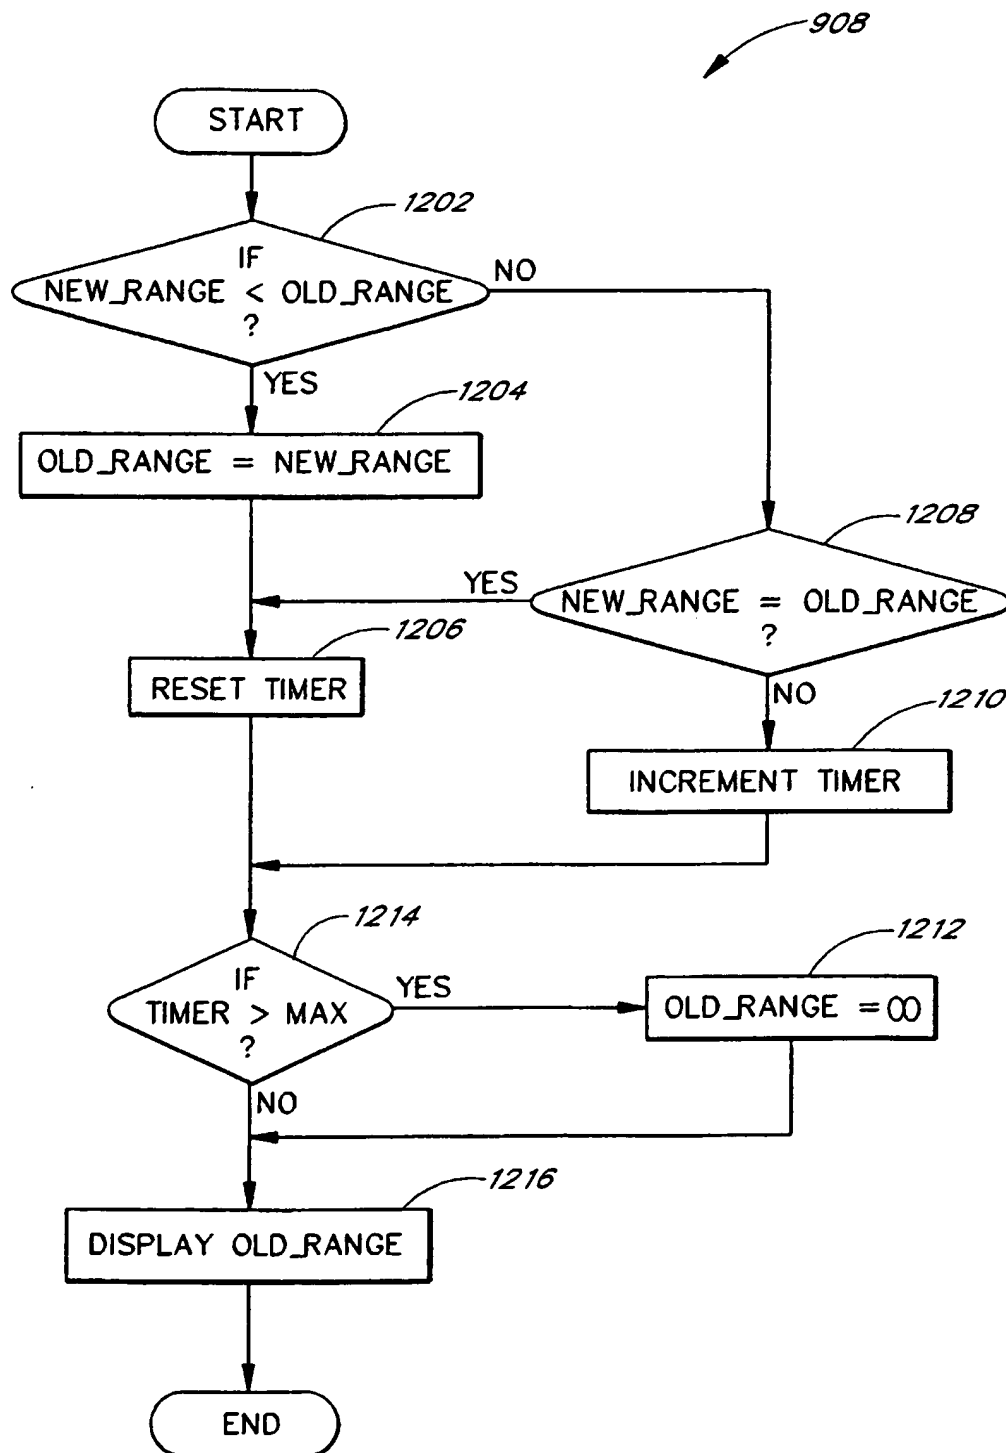 908
START
1202
IF
NEW_RANGE < OLD_RANGE
?
NO
YES
1204
OLD_RANGE = NEW_RANGE
1208
YES
NEW_RANGE = OLD_RANGE
?
1206
RESET TIMER
NO
1210
INCREMENT TIMER
1214
IF
TIMER > MAX
?
YES
1212
OLD_RANGE = ∞
NO
1216
DISPLAY OLD_RANGE
END